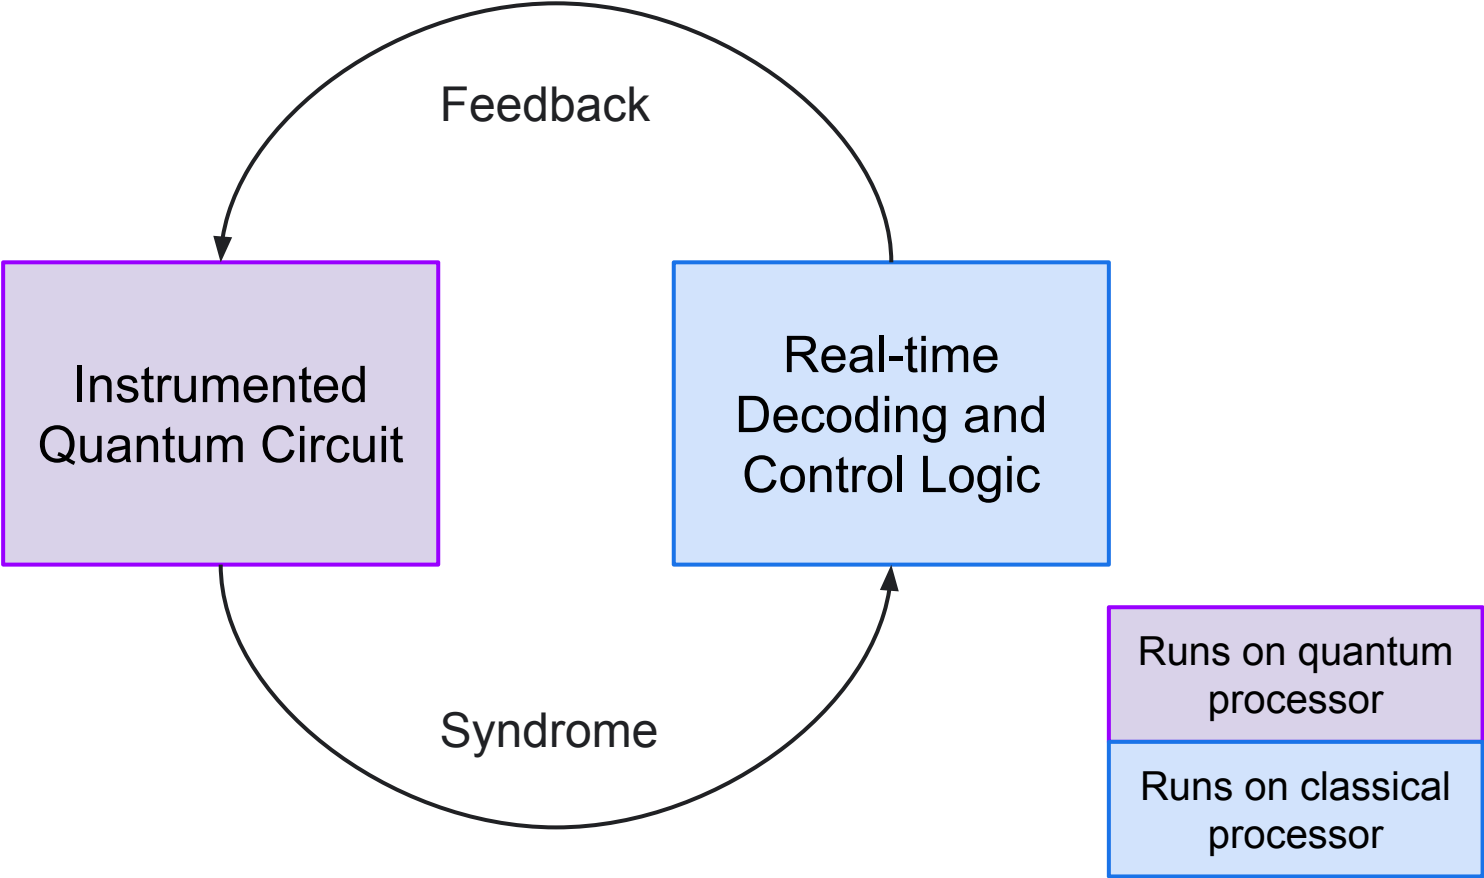 Feedback
Instrumented
Quantum Circuit
Real-time
Decoding and
Control Logic
Syndrome
Runs on quantum
processor
Runs on classical
processor